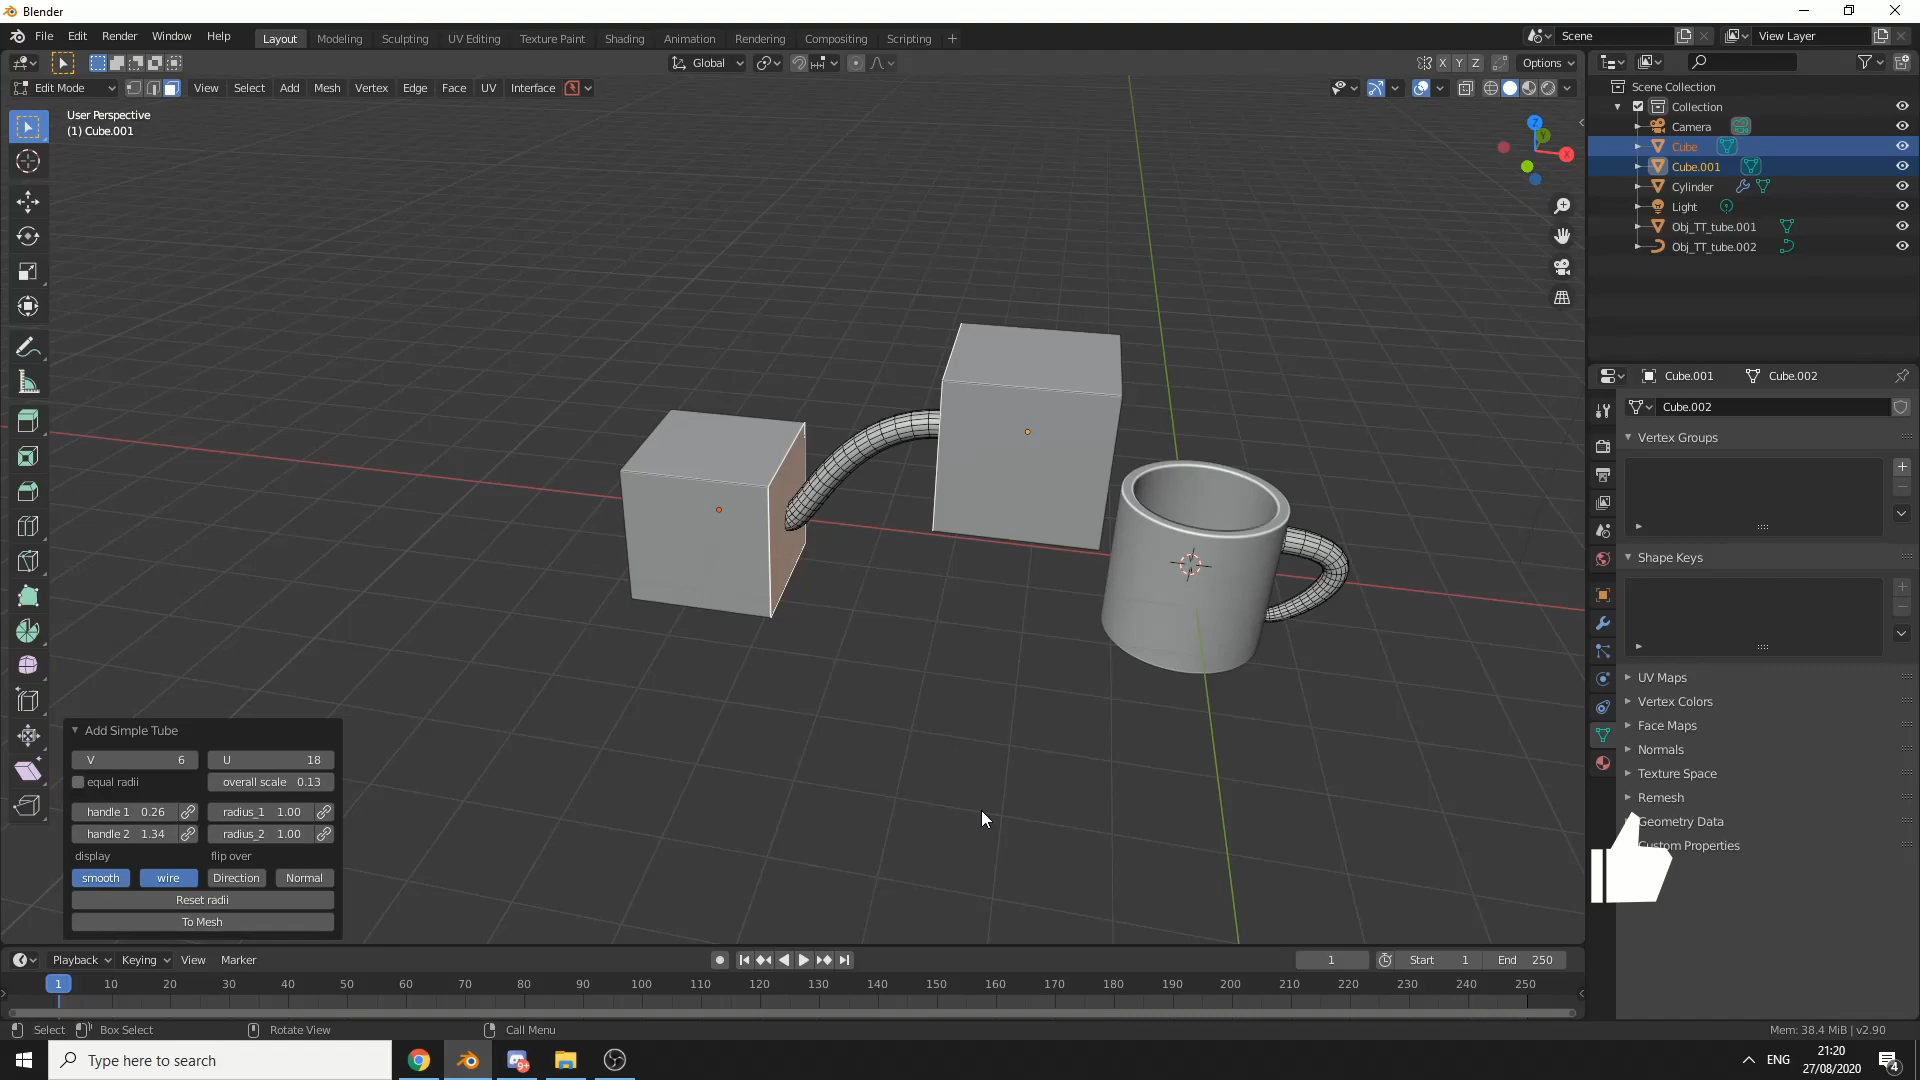 Blender
File Edit Render Window Help
Layout Modeling Sculpting UV Editing Texture Paint Shading Animation Rendering Compositing Scripting +
Scene
View Layer
Global
X Y Z
Options
Edit Mode
View Select Add Mesh Vertex Edge Face UV Interface
User Perspective
(1) Cube.001
Z
Y
X
Scene Collection
Collection
Camera
Cube
Cube.001
Cylinder
Light
Obj_TT_tube.001
Obj_TT_tube.002
Cube.001
Cube.002
Cube.002
Vertex Groups
Shape Keys
UV Maps
Vertex Colors
Face Maps
Normals
Texture Space
Remesh
Geometry Data
Custom Properties
Add Simple Tube
V 6
U 18
equal radii
overall scale 0.13
handle 1 0.26
radius_1 1.00
handle 2 1.34
radius_2 1.00
display
flip over
smooth
wire
Direction
Normal
Reset radii
To Mesh
Playback Keying View Marker
1
Start 1
End 250
1 10 20 30 40 50 60 70 80 90 100 110 120 130 140 150 160 170 180 190 200 210 220 230 240 250
Select
Box Select
Rotate View
Call Menu
Mem: 38.4 MiB | v2.90
Type here to search
9+
ENG
21:20
27/08/2020
4